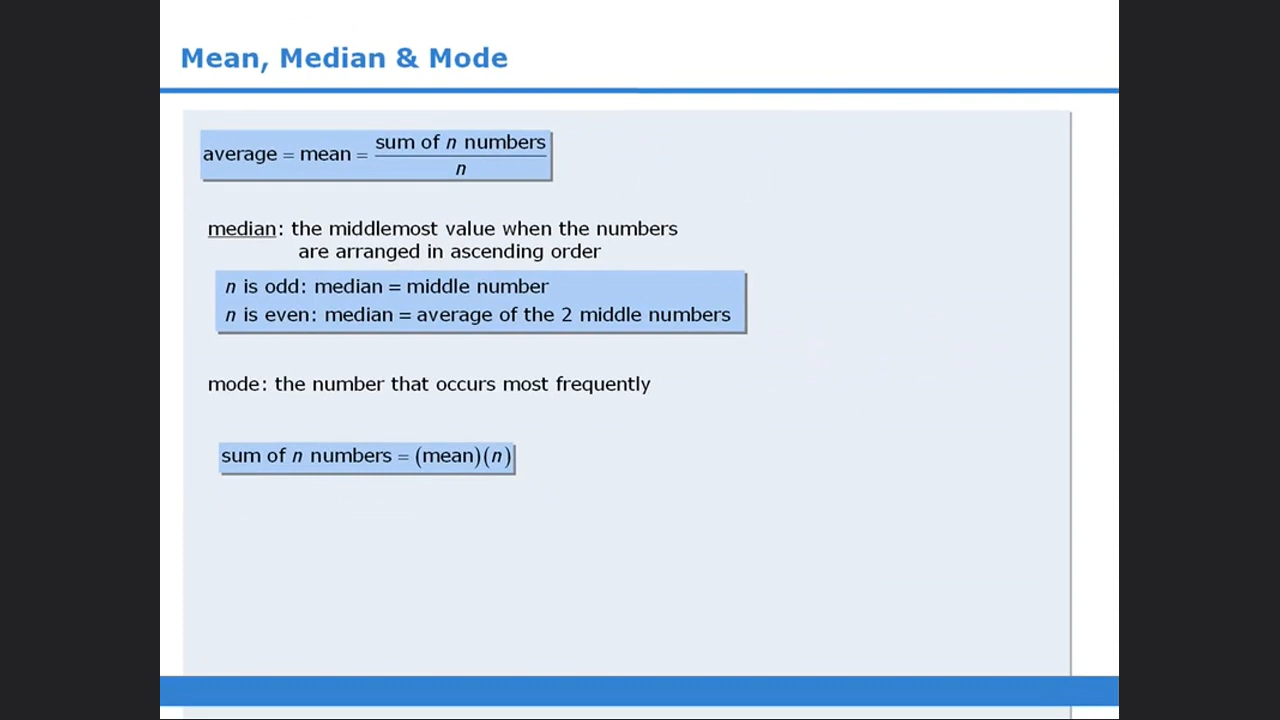 Mean, Median & Mode
average = mean = sum of n numbers / n
median: the middlemost value when the numbers
are arranged in ascending order
n is odd: median = middle number
n is even: median = average of the 2 middle numbers
mode: the number that occurs most frequently
sum of n numbers = (mean)(n)